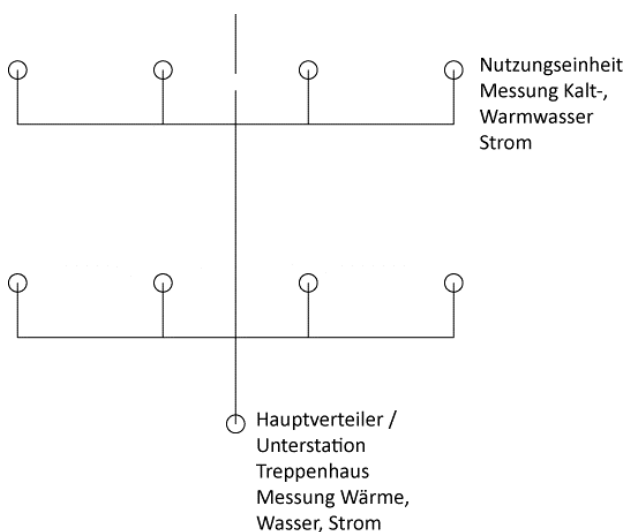 Nutzungseinheit
Messung Kalt-,
Warmwasser
Strom
Hauptverteiler /
Unterstation
Treppenhaus
Messung Wärme,
Wasser, Strom